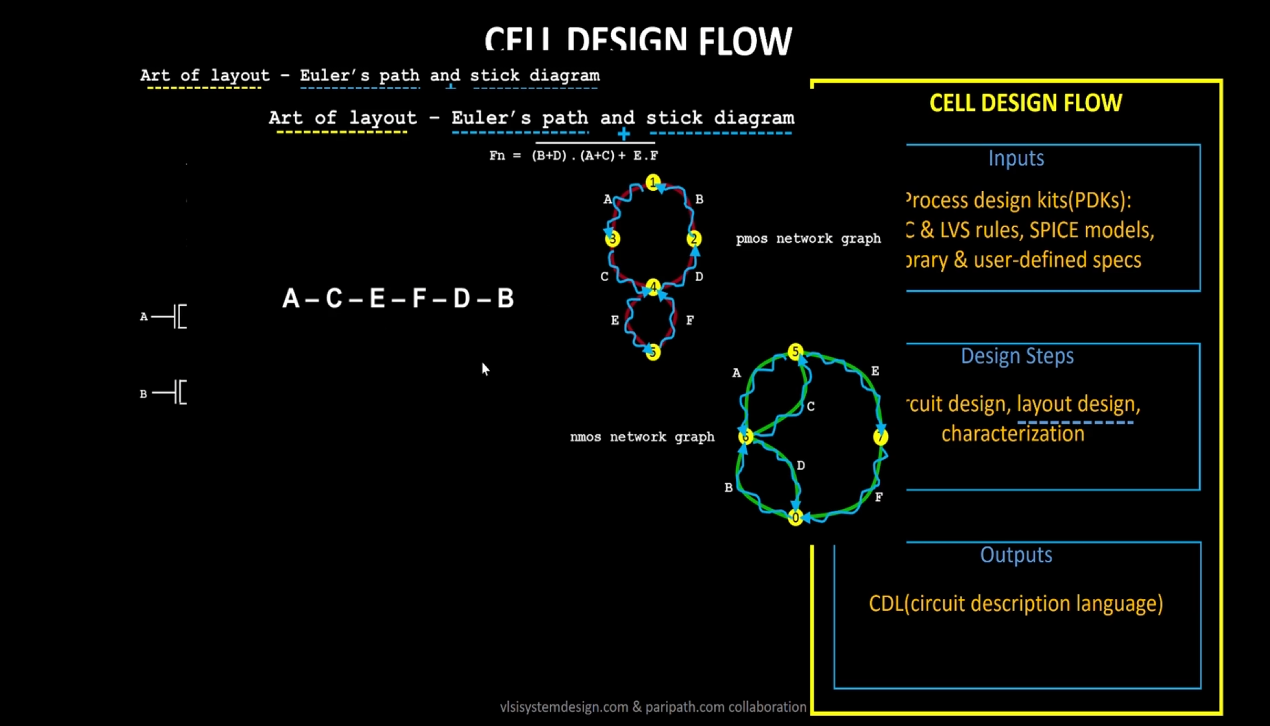 CELL DESIGN FLOW
Art of layout – Euler's path and stick diagram
Art of layout – Euler's path and stick diagram
+
Fn = (B+D).(A+C)+ E.F
1
A
B
3
2
pmos network graph
C
D
4
E
F
5
A – C – E – F – D – B
A
B
5
A
E
C
nmos network graph
6
7
D
B
F
0
CELL DESIGN FLOW
Inputs
Process design kits(PDKs):
C & LVS rules, SPICE models,
brary & user-defined specs
Design Steps
rcuit design, layout design,
characterization
Outputs
CDL(circuit description language)
vlsisystemdesign.com & paripath.com collaboration